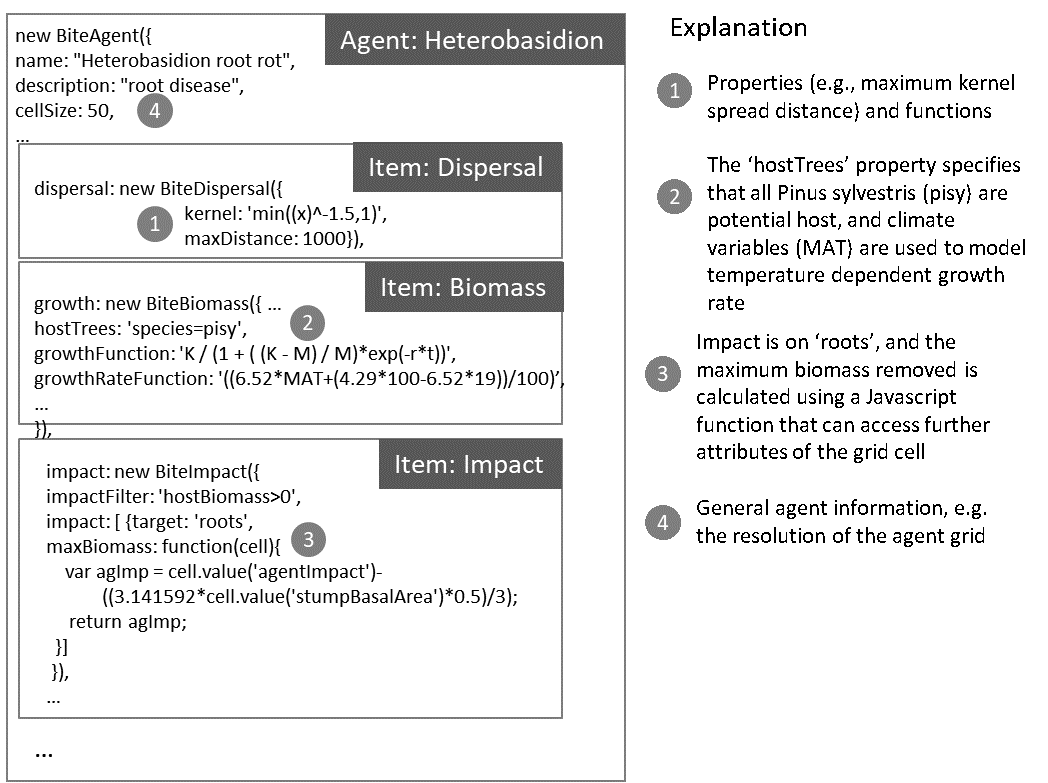 new BiteAgent({
Agent: Heterobasidion
name: "Heterobasidion root rot",
description: "root disease",
cellSize: 50,
4
...
Item: Dispersal
dispersal: new BiteDispersal({
1
kernel: 'min((x)^-1.5,1)',
maxDistance: 1000}),
Item: Biomass
growth: new BiteBiomass({ ...
2
hostTrees: 'species=pisy',
growthFunction: 'K / (1 + ( (K - M) / M)*exp(-r*t))',
growthRateFunction: '((6.52*MAT+(4.29*100-6.52*19))/100)',
...
}),
Item: Impact
impact: new BiteImpact({
impactFilter: 'hostBiomass>0',
impact: [ {target: 'roots',
3
maxBiomass: function(cell){
var agImp = cell.value('agentImpact')-
((3.141592*cell.value('stumpBasalArea')*0.5)/3);
return agImp;
}]
}),
...
...
Explanation
1
Properties (e.g., maximum kernel
spread distance) and functions
2
The ‘hostTrees’ property specifies
that all Pinus sylvestris (pisy) are
potential host, and climate
variables (MAT) are used to model
temperature dependent growth
rate
3
Impact is on ‘roots’, and the
maximum biomass removed is
calculated using a Javascript
function that can access further
attributes of the grid cell
4
General agent information, e.g.
the resolution of the agent grid